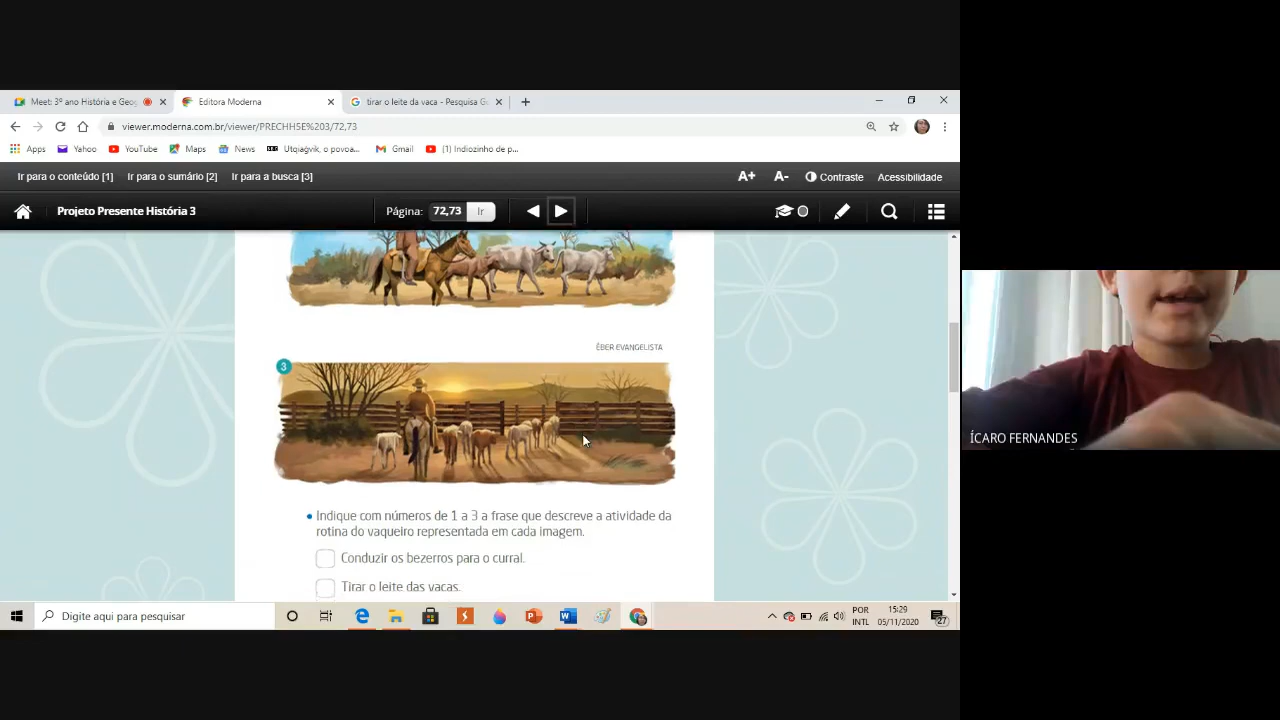 Meet: 3º ano História e Geog
Editora Moderna
tirar o leite da vaca - Pesquisa G
viewer.moderna.com.br/viewer/PRECHHSE%203/72,73
Apps
Yahoo
YouTube
Maps
News
Utqiaġvik, o povoa...
Gmail
(1) Indiozinho de p...
Ir para o conteúdo [1]
Ir para o sumário [2]
Ir para a busca [3]
A+
A-
Contraste
Acessibilidade
Projeto Presente História 3
Página:
72,73
Ir
ÉBER EVANGELISTA
3
• Indique com números de 1 a 3 a frase que descreve a atividade da
rotina do vaqueiro representada em cada imagem.
Conduzir os bezerros para o curral.
Tirar o leite das vacas.
ÍCARO FERNANDES
Digite aqui para pesquisar
POR
INTL
15:29
05/11/2020
27